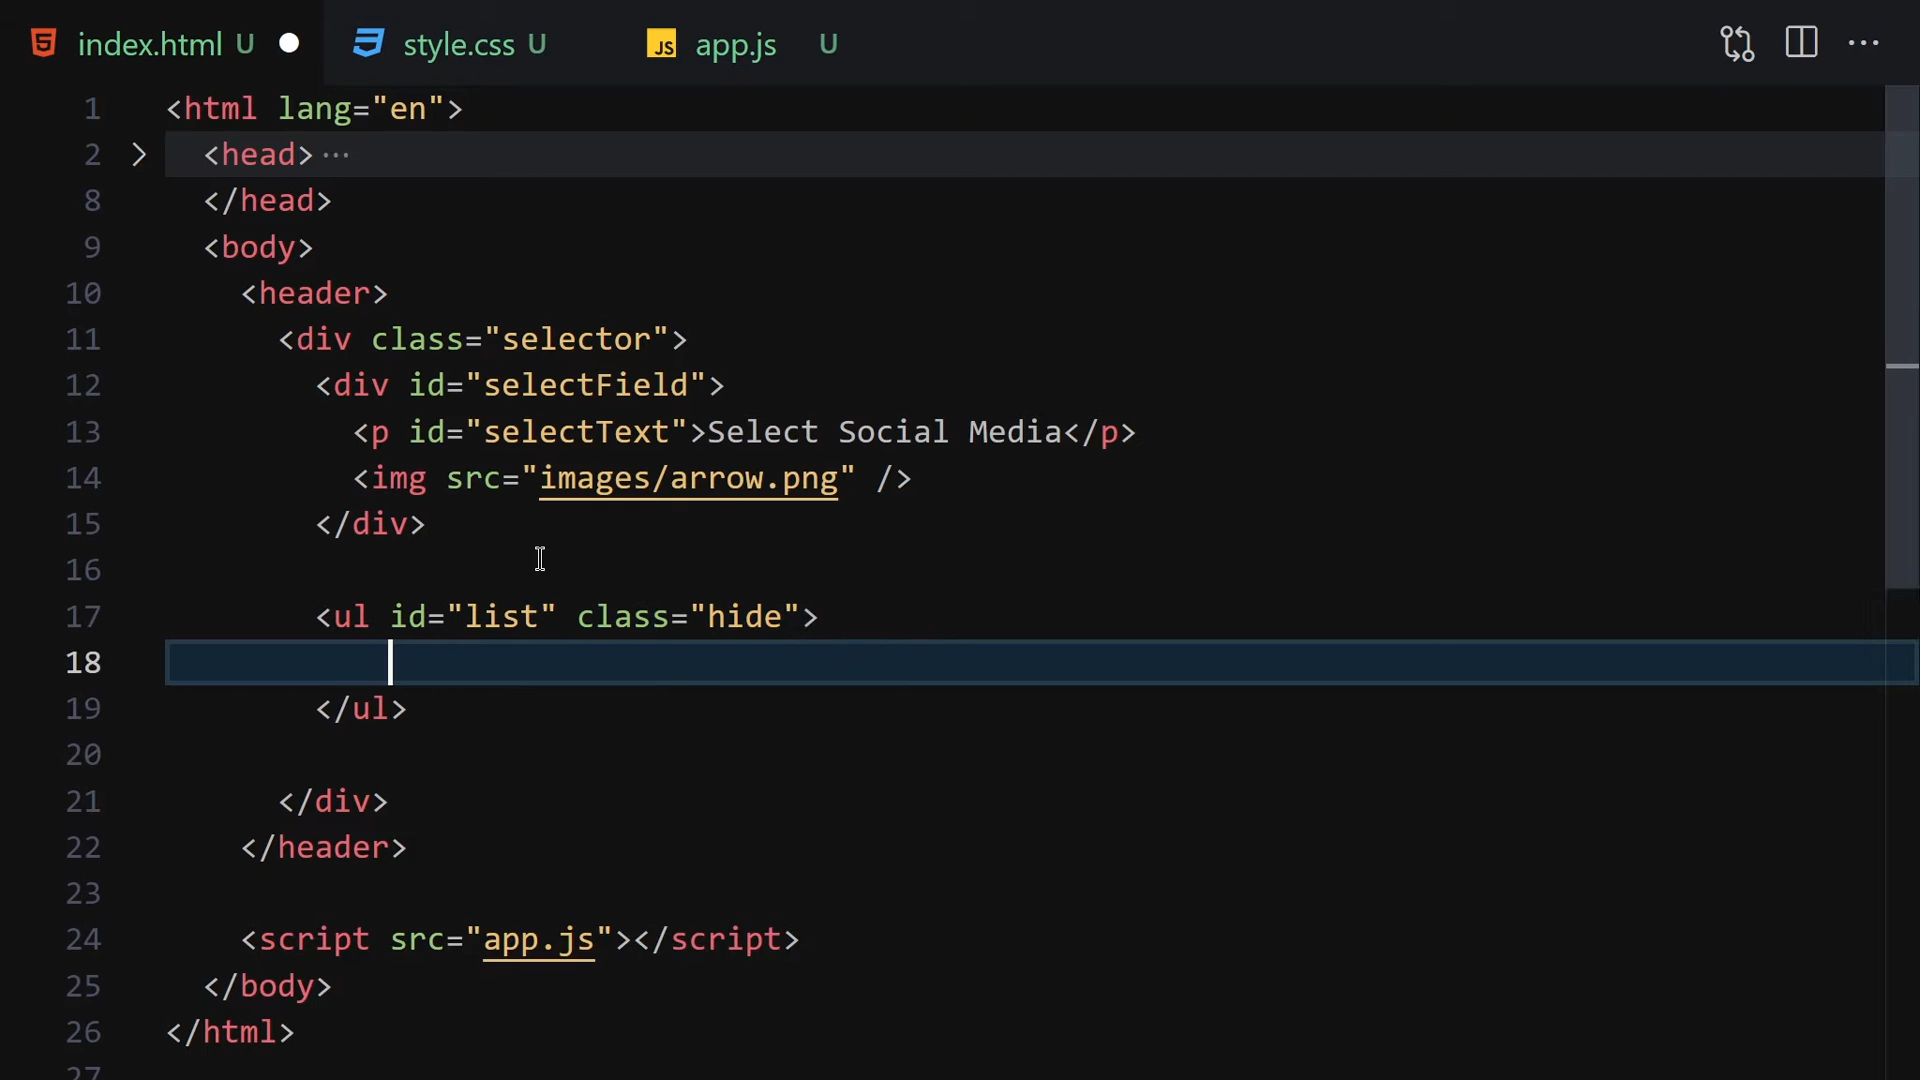 index.html U
style.css U
JS app.js U
1 <html lang="en">
2 <head>
8 </head>
9 <body>
10 <header>
11 <div class="selector">
12 <div id="selectField">
13 <p id="selectText">Select Social Media</p>
14 <img src="images/arrow.png" />
15 </div>
16
17 <ul id="list" class="hide">
18
19 </ul>
20
21 </div>
22 </header>
23
24 <script src="app.js"></script>
25 </body>
26 </html>
27